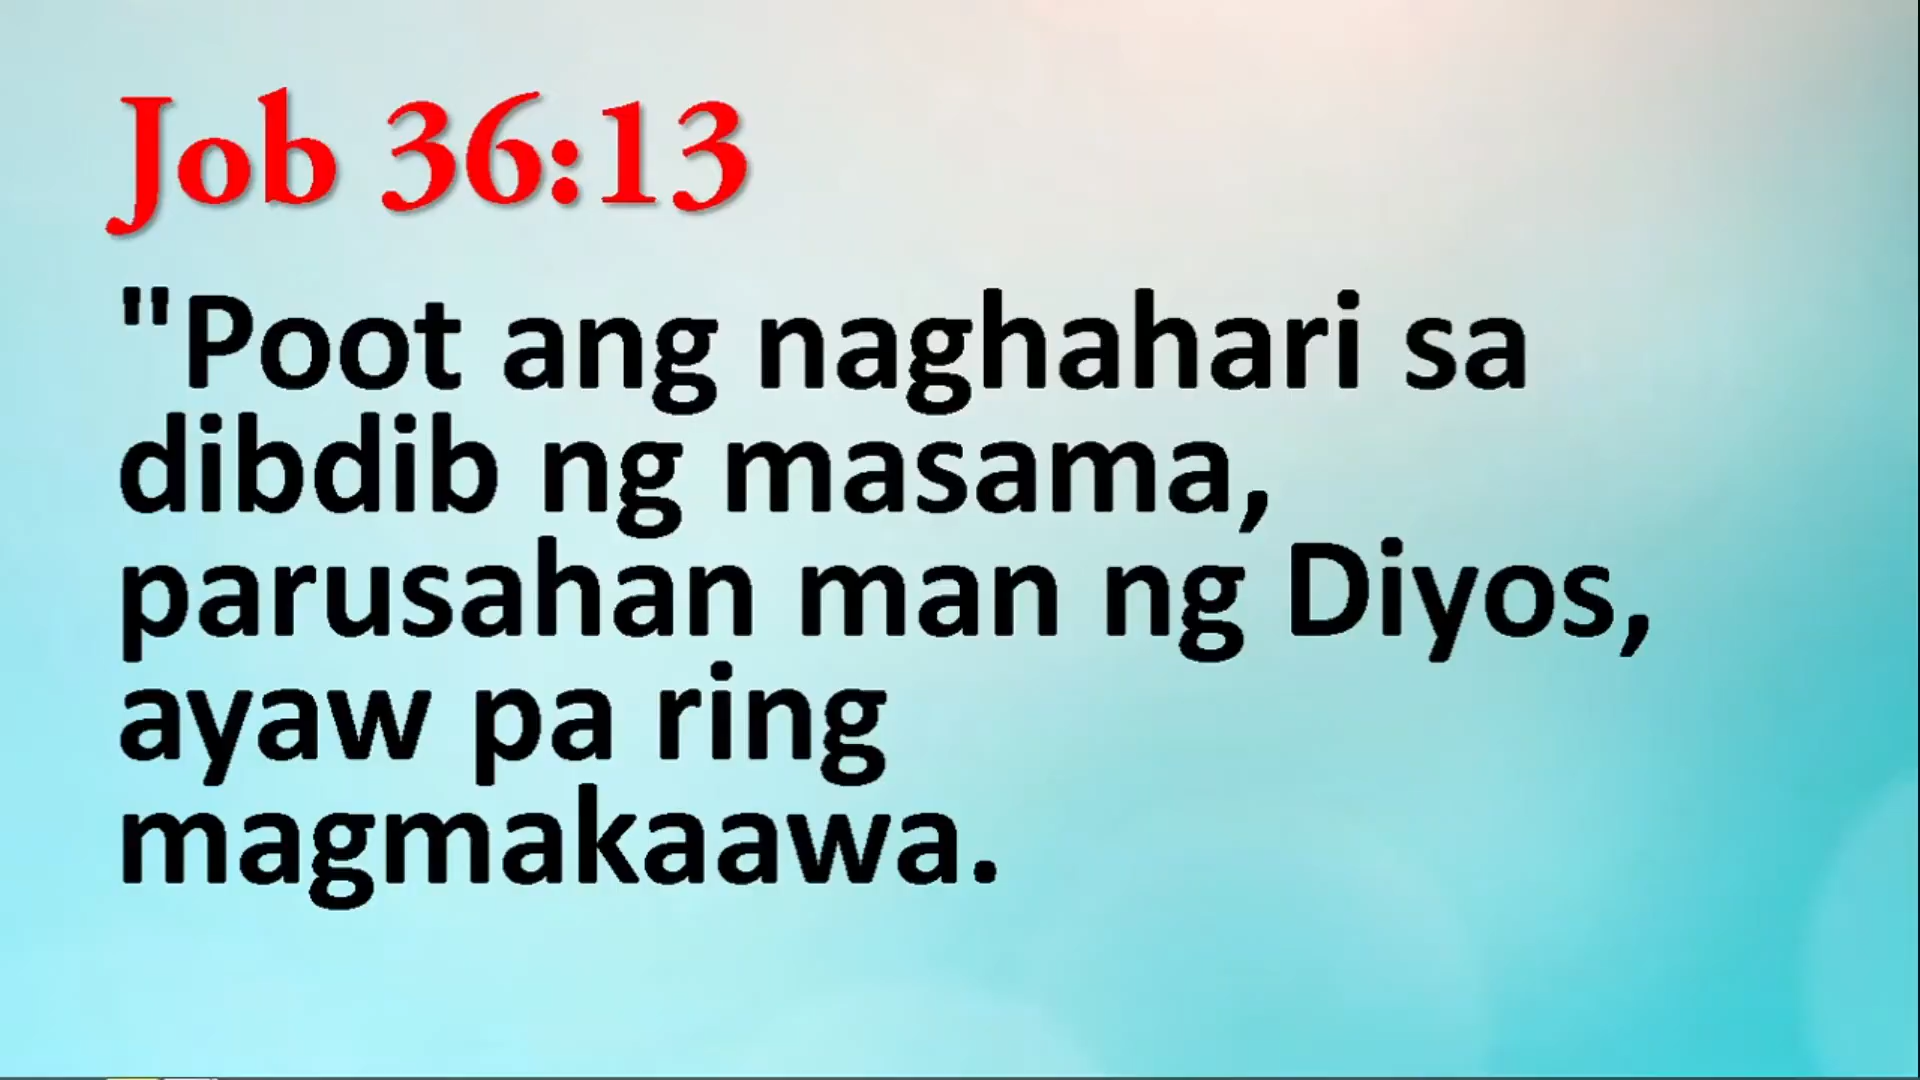 Job 36:13
"Poot ang naghahari sa
dibdib ng masama,
parusahan man ng Diyos,
ayaw pa ring
magmakaawa.